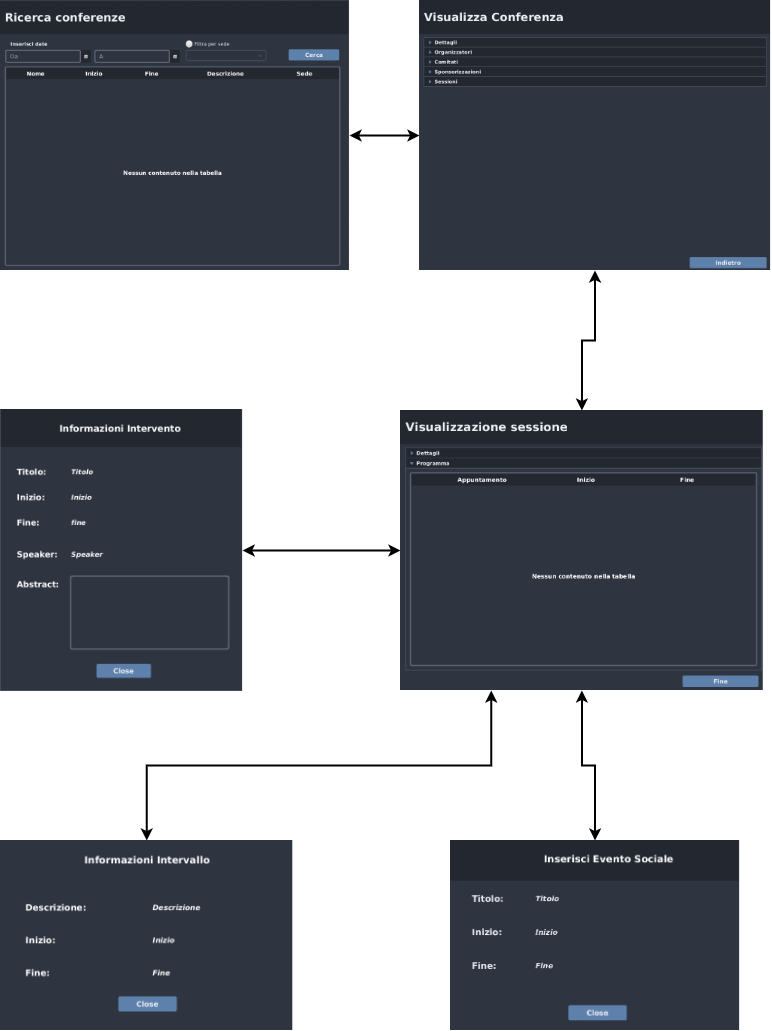 Ricerca conferenze
Inserisci date
Filtra per sede
Da
A
Cerca
Nome Inizio Fine Descrizione Sede
Nessun contenuto nella tabella
Visualizza Conferenza
Dettagli
Organizzatori
Comitati
Sponsorizzazioni
Sessioni
Indietro
Informazioni Intervento
Titolo: Titolo
Inizio: Inizio
Fine: fine
Speaker: Speaker
Abstract:
Close
Visualizzazione sessione
Dettagli
Programma
Appuntamento Inizio Fine
Nessun contenuto nella tabella
Fine
Informazioni Intervallo
Descrizione: Descrizione
Inizio: Inizio
Fine: Fine
Close
Inserisci Evento Sociale
Titolo: Titolo
Inizio: Inizio
Fine: Fine
Close